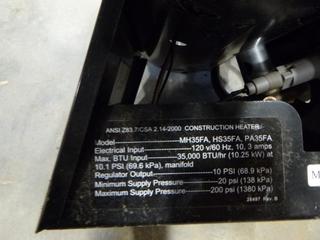 ANSI Z83.7/CSA 2.14-2000 CONSTRUCTION HEATER
Model MH35FA, HS35FA, PA35FA
Electrical Input 120 v/60 Hz, 10, 3 amps
Max. BTU Input 35,000 BTU/hr (10.25 kW) at
10.1 PSI (69.6 kPa), manifold
Regulator Output 10 PSI (68.9 kPa)
Minimum Supply Pressure 20 psi (138 kPa)
Maximum Supply Pressure 200 psi (1380 kPa)
28487 Rev. B